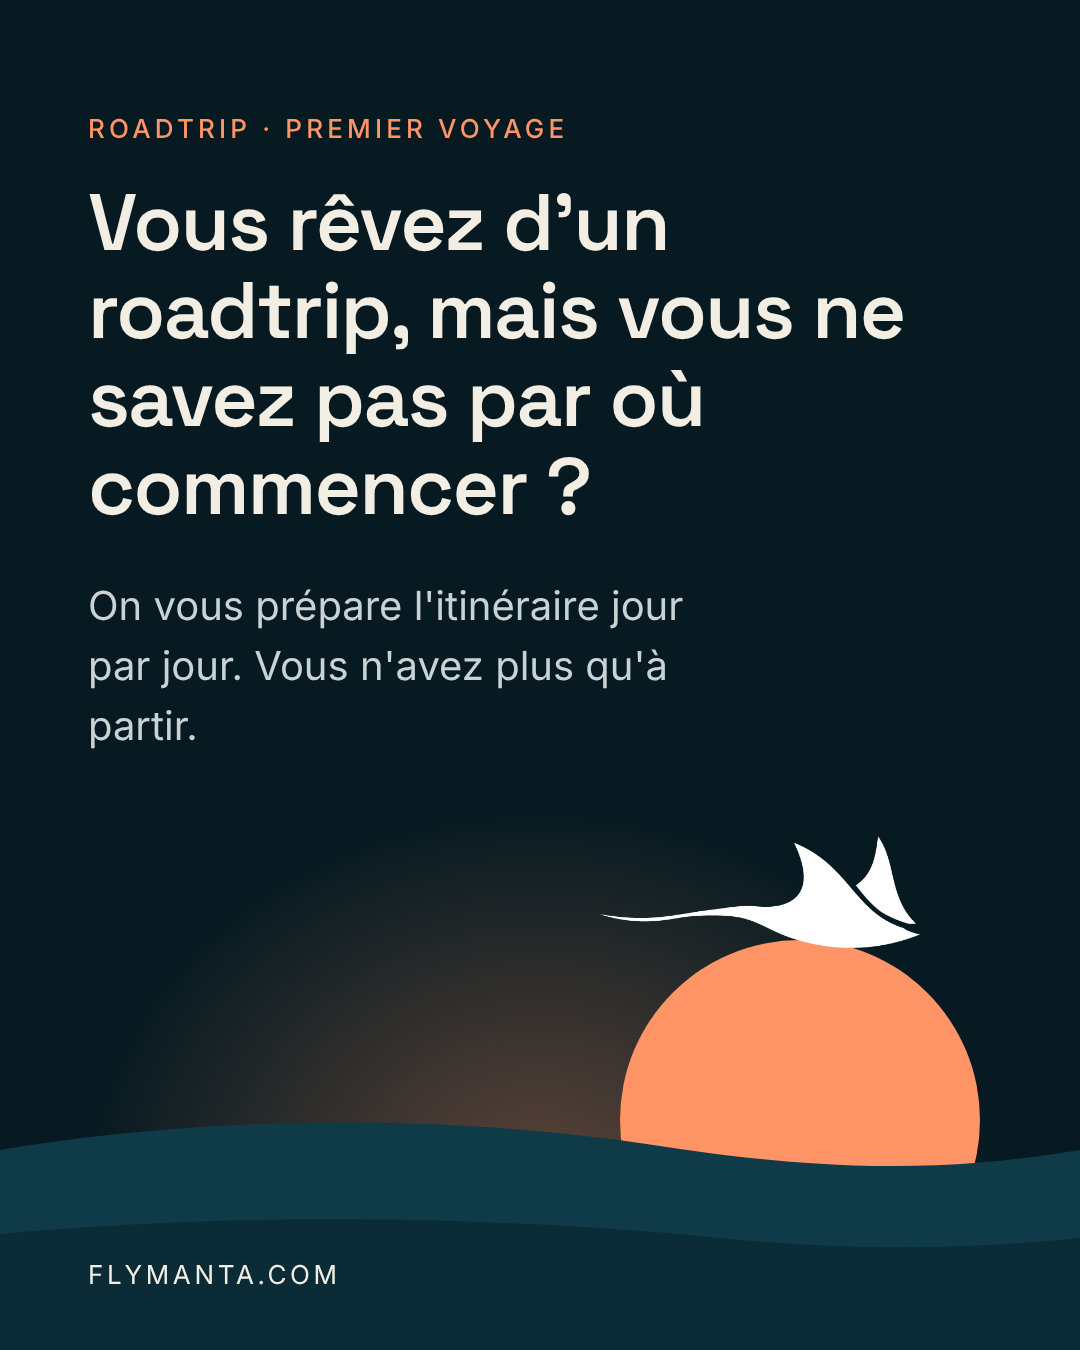 ROADTRIP · PREMIER VOYAGE
Vous rêvez d’un
roadtrip, mais vous ne
savez pas par où
commencer ?
On vous prépare l'itinéraire jour
par jour. Vous n'avez plus qu'à
partir.
FLYMANTA.COM